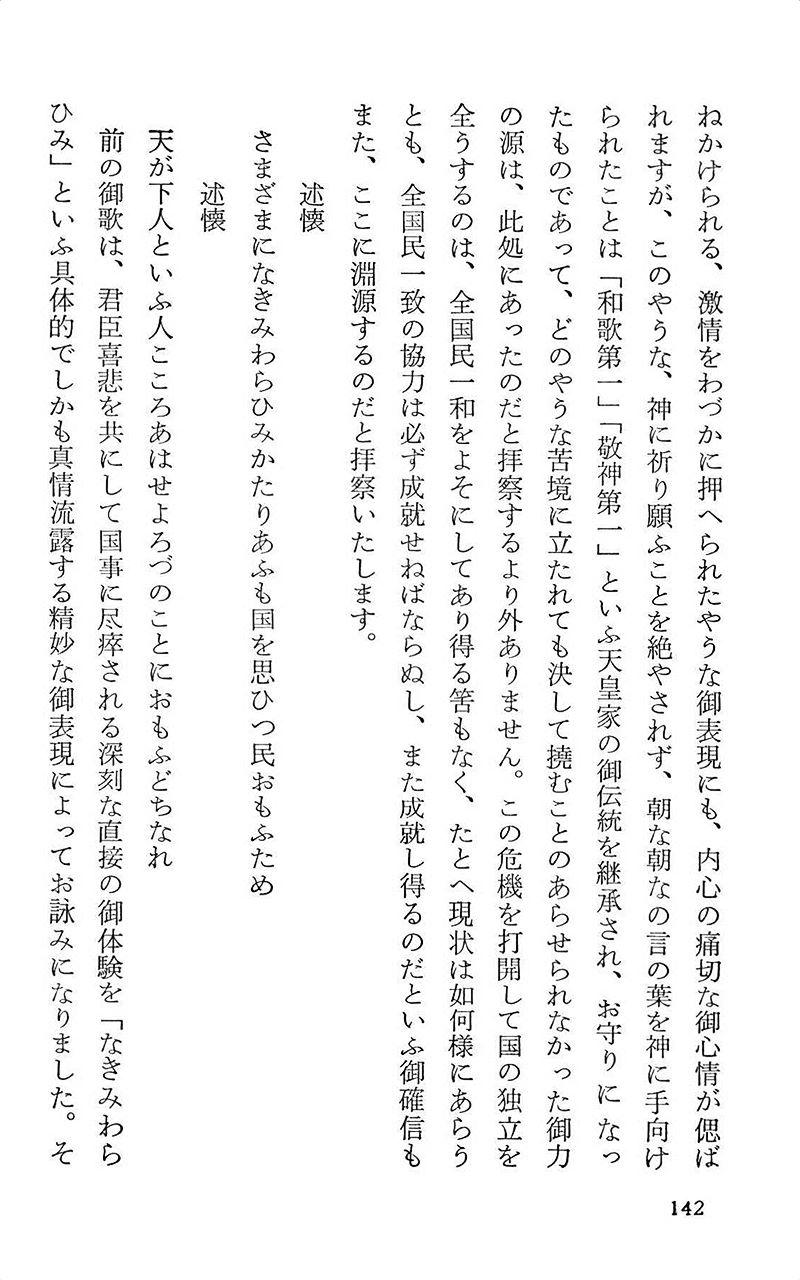 ねかけられる、激情をわづかに押へられたやうな御表現にも、内心の痛切な御心情が偲ば
れますが、このやうな、神に祈り願ふことを絶やされず、朝な朝なの言の葉を神に手向け
られたことは「和歌第一」「敬神第一」といふ天皇家の御伝統を継承され、お守りになっ
たものであって、どのやうな苦境に立たれても決して撓むことのあらせられなかった御力
の源は、此処にあったのだと拝察するより外ありません。この危機を打開して国の独立を
全うするのは、全国民一和をよそにしてあり得る筈もなく、たとへ現状は如何様にあらう
とも、全国民一致の協力は必ず成就せねばならぬし、また成就し得るのだといふ御確信も
また、ここに淵源するのだと拝察いたします。
述懐
さまざまになきみわらひみかたりあふも国を思ひつ民おもふため
述懐
天が下人といふ人こころあはせよろづのことにおもふどちなれ
前の御歌は、君臣喜悲を共にして国事に尽瘁される深刻な直接の御体験を「なきみわら
ひみ」といふ具体的でしかも真情流露する精妙な御表現によってお詠みになりました。そ
142